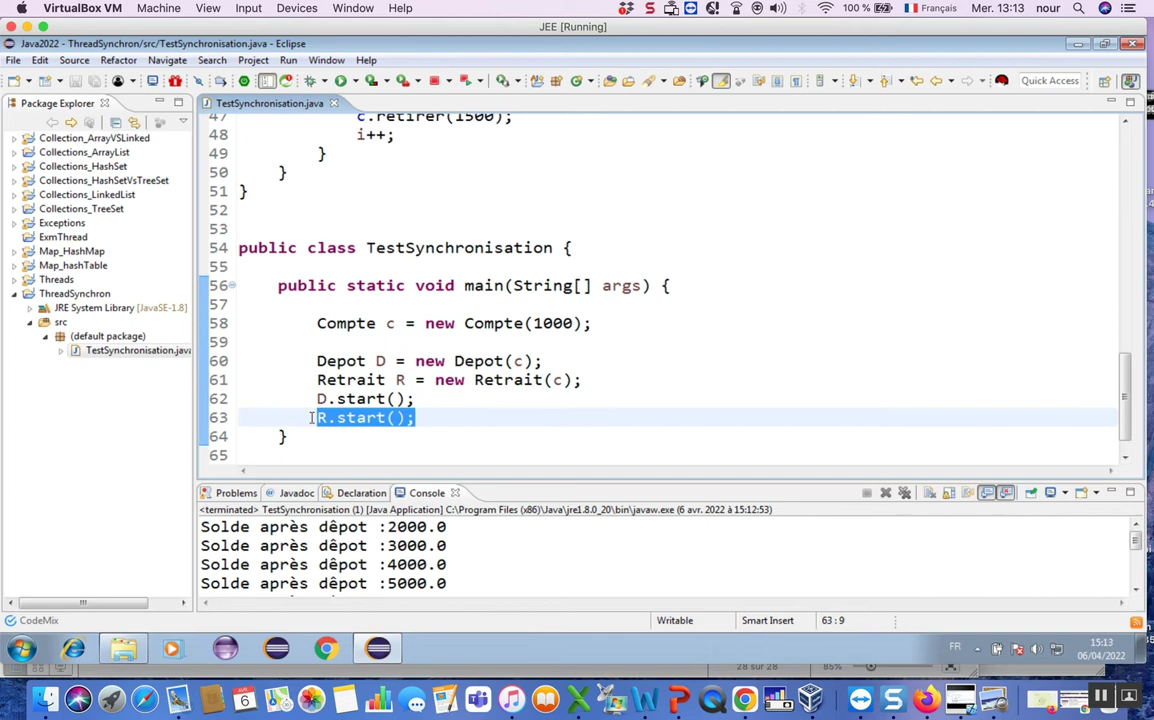 VirtualBox VM Machine View Input Devices Window Help 100 % Français Mer. 13:13 nour
JEE [Running]
Java2022 - ThreadSynchron/src/TestSynchronisation.java - Eclipse
File Edit Source Refactor Navigate Search Project Run Window Help
Quick Access
Package Explorer
TestSynchronisation.java
Collection_ArrayVSLinked
Collections_ArrayList
Collections_HashSet
Collections_HashSetVsTreeSet
Collections_LinkedList
Collections_TreeSet
Exceptions
ExmThread
Map_HashMap
Map_hashTable
Threads
ThreadSynchron
JRE System Library [JavaSE-1.8]
src
(default package)
TestSynchronisation.java
47 c.retirer(1500);
48 i++;
49 }
50 }
51 }
52
53
54 public class TestSynchronisation {
55
56 public static void main(String[] args) {
57
58 Compte c = new Compte(1000);
59
60 Depot D = new Depot(c);
61 Retrait R = new Retrait(c);
62 D.start();
63 R.start();
64 }
65
Problems Javadoc Declaration Console
<terminated> TestSynchronisation (1) [Java Application] C:\Program Files (x86)\Java\jre1.8.0_20\bin\javaw.exe (6 avr. 2022 à 15:12:53)
Solde après dêpot :2000.0
Solde après dêpot :3000.0
Solde après dêpot :4000.0
Solde après dêpot :5000.0
CodeMix
Writable Smart Insert 63 : 9
FR 15:13
06/04/2022
28 sur 28 85%